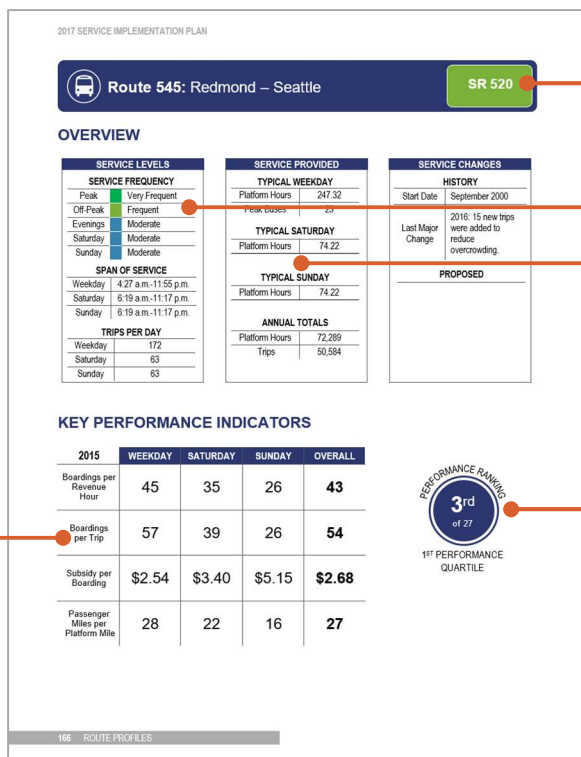 2017 SERVICE IMPLEMENTATION PLAN
Route 545: Redmond – Seattle
SR 520
OVERVIEW
SERVICE LEVELS
SERVICE FREQUENCY
Peak Very Frequent
Off-Peak Frequent
Evenings Moderate
Saturday Moderate
Sunday Moderate
SPAN OF SERVICE
Weekday 4:27 a.m.-11:55 p.m.
Saturday 6:19 a.m.-11:17 p.m.
Sunday 6:19 a.m.-11:17 p.m.
TRIPS PER DAY
Weekday 172
Saturday 63
Sunday 63
SERVICE PROVIDED
TYPICAL WEEKDAY
Platform Hours 247.32
Peak Buses 23
TYPICAL SATURDAY
Platform Hours 74.22
TYPICAL SUNDAY
Platform Hours 74.22
ANNUAL TOTALS
Platform Hours 72,289
Trips 50,584
SERVICE CHANGES
HISTORY
Start Date September 2000
Last Major
Change
2016: 15 new trips
were added to
reduce
overcrowding.
PROPOSED
KEY PERFORMANCE INDICATORS
2015 WEEKDAY SATURDAY SUNDAY OVERALL
Boardings per
Revenue
Hour
45 35 26 43
Boardings
per Trip
57 39 26 54
Subsidy per
Boarding
$2.54 $3.40 $5.15 $2.68
Passenger
Miles per
Platform Mile
28 22 16 27
PERFORMANCE RANKING
3rd
of 27
1ST PERFORMANCE
QUARTILE
166 ROUTE PROFILES